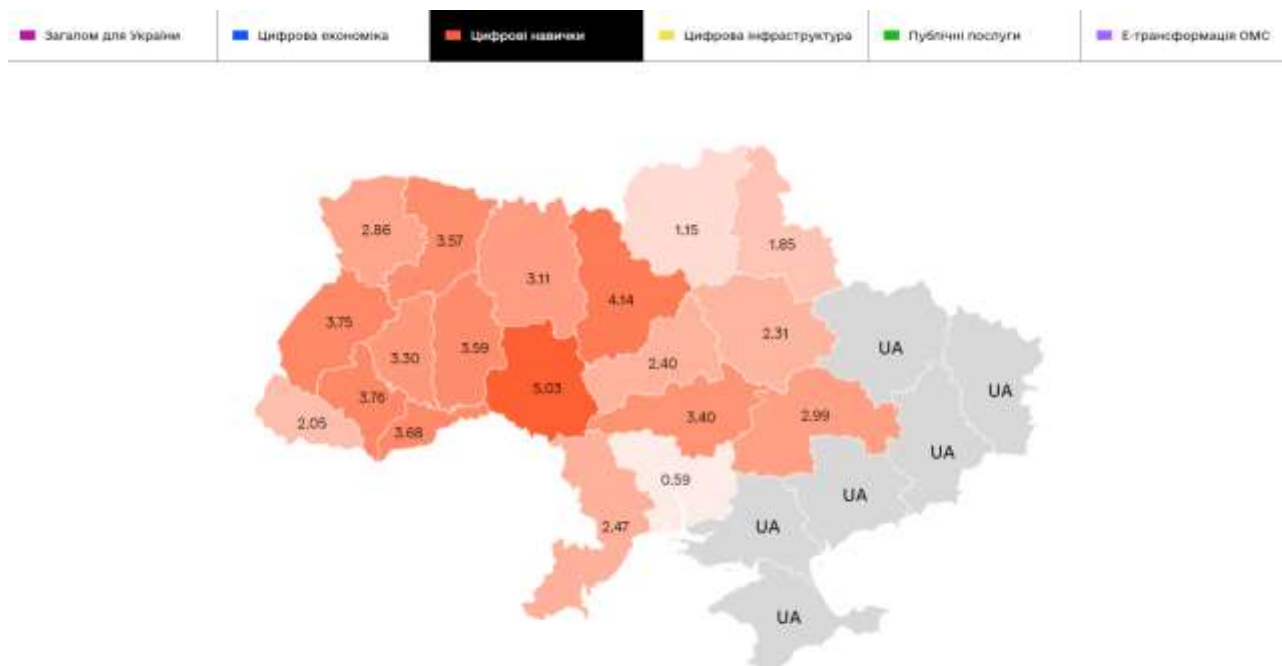 Загалом для України
Цифрова економіка
Цифрові навички
Цифрова інфраструктура
Публічні послуги
Е-трансформація ОМС
1.15
2.86
3.57
1.85
3.11
4.14
3.75
2.31
3.59
UA
3.30
2.40
UA
5.03
3.76
3.40
2.99
2.05
3.68
UA
0.59
UA
2.47
UA
UA